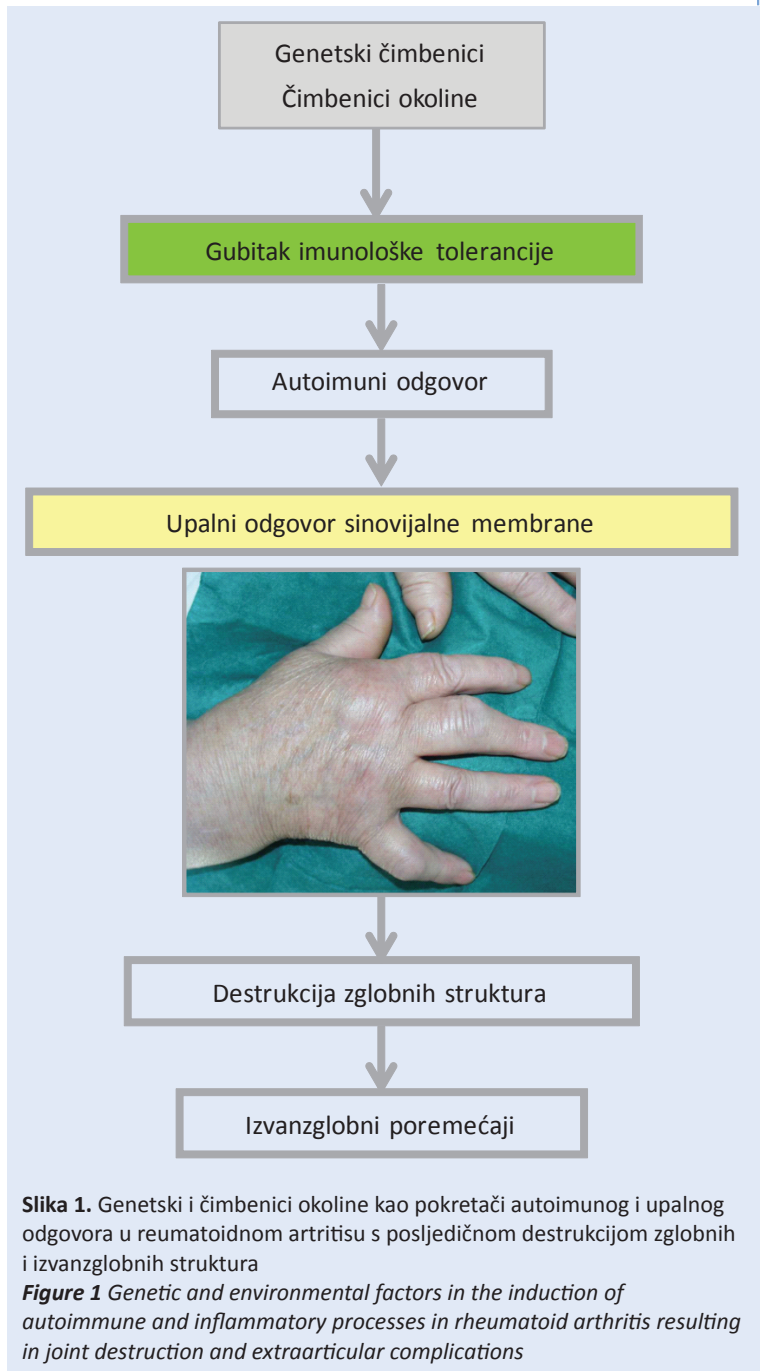 Genetski čimbenici
Čimbenici okoline
Gubitak imunološke tolerancije
Autoimuni odgovor
Upalni odgovor sinovijalne membrane
Destrukcija zglobnih struktura
Izvanzglobni poremećaji
Slika 1. Genetski i čimbenici okoline kao pokretači autoimunog i upalnog
odgovora u reumatoidnom artritisu s posljedičnom destrukcijom zglobnih
i izvanzglobnih struktura
Figure 1 Genetic and environmental factors in the induction of
autoimmune and inflammatory processes in rheumatoid arthritis resulting
in joint destruction and extraarticular complications